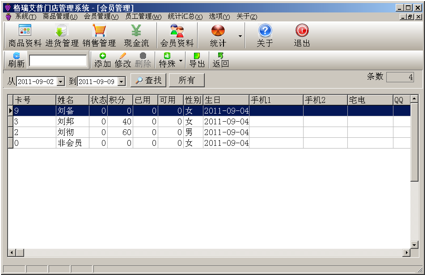 格瑞艾普门店管理系统 - [会员管理]
系统(T) 商品管理(U) 会员管理(V) 员工管理(W) 统计汇总(X) 选项(Y) 关于(Z)
商品资料 进货管理 销售管理 现金流 会员资料 统计 关于 退出
刷新 添加 修改 删除 特殊 导出 返回
从 2011-09-02 到 2011-09-09 查找 所有 条数 4
卡号 姓名 状态 积分 已用 可用 性别 生日 手机1 手机2 宅电 QQ
9 刘备 0 0 0 0 女 2011-09-04
3 刘邦 0 40 0 0 女 2011-09-04
2 刘彻 0 60 0 0 男 2011-09-04
0 非会员 0 0 0 0 女 2011-09-04